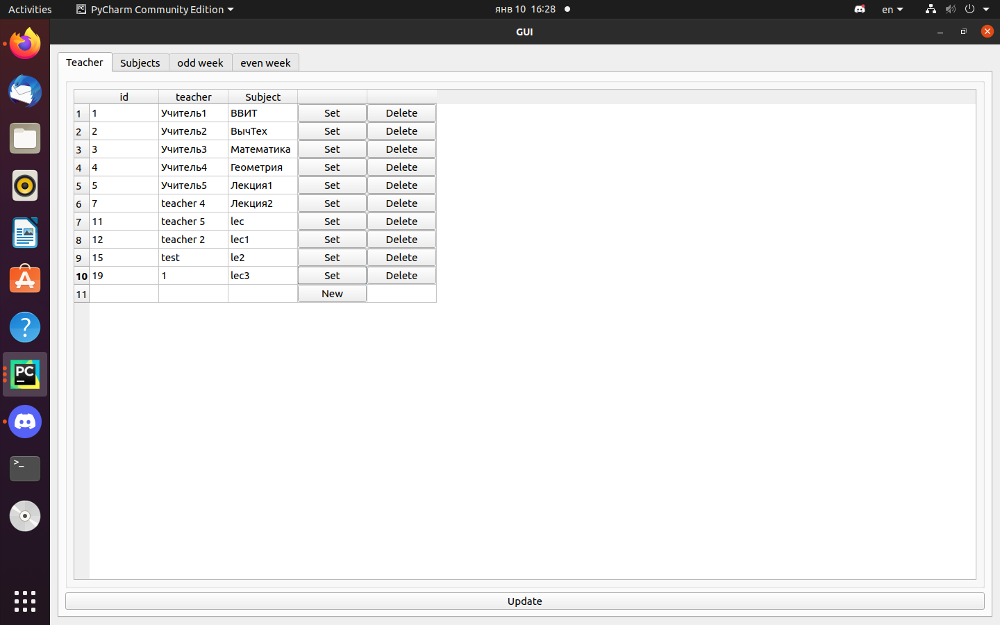 Activities PyCharm Community Edition янв 10 16:28 en
GUI
Teacher Subjects odd week even week
id teacher Subject
1 1 Учитель1 ВВИТ Set Delete
2 2 Учитель2 ВычТех Set Delete
3 3 Учитель3 Математика Set Delete
4 4 Учитель4 Геометрия Set Delete
5 5 Учитель5 Лекция1 Set Delete
6 7 teacher 4 Лекция2 Set Delete
7 11 teacher 5 lec Set Delete
8 12 teacher 2 lec1 Set Delete
9 15 test le2 Set Delete
10 19 1 lec3 Set Delete
11 New
PC
>_
Update